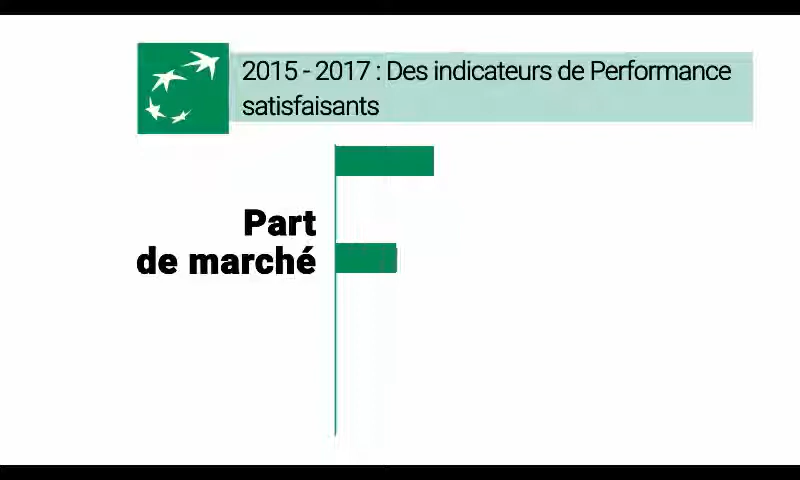 2015 - 2017 : Des indicateurs de Performance
satisfaisants
Part
de marché